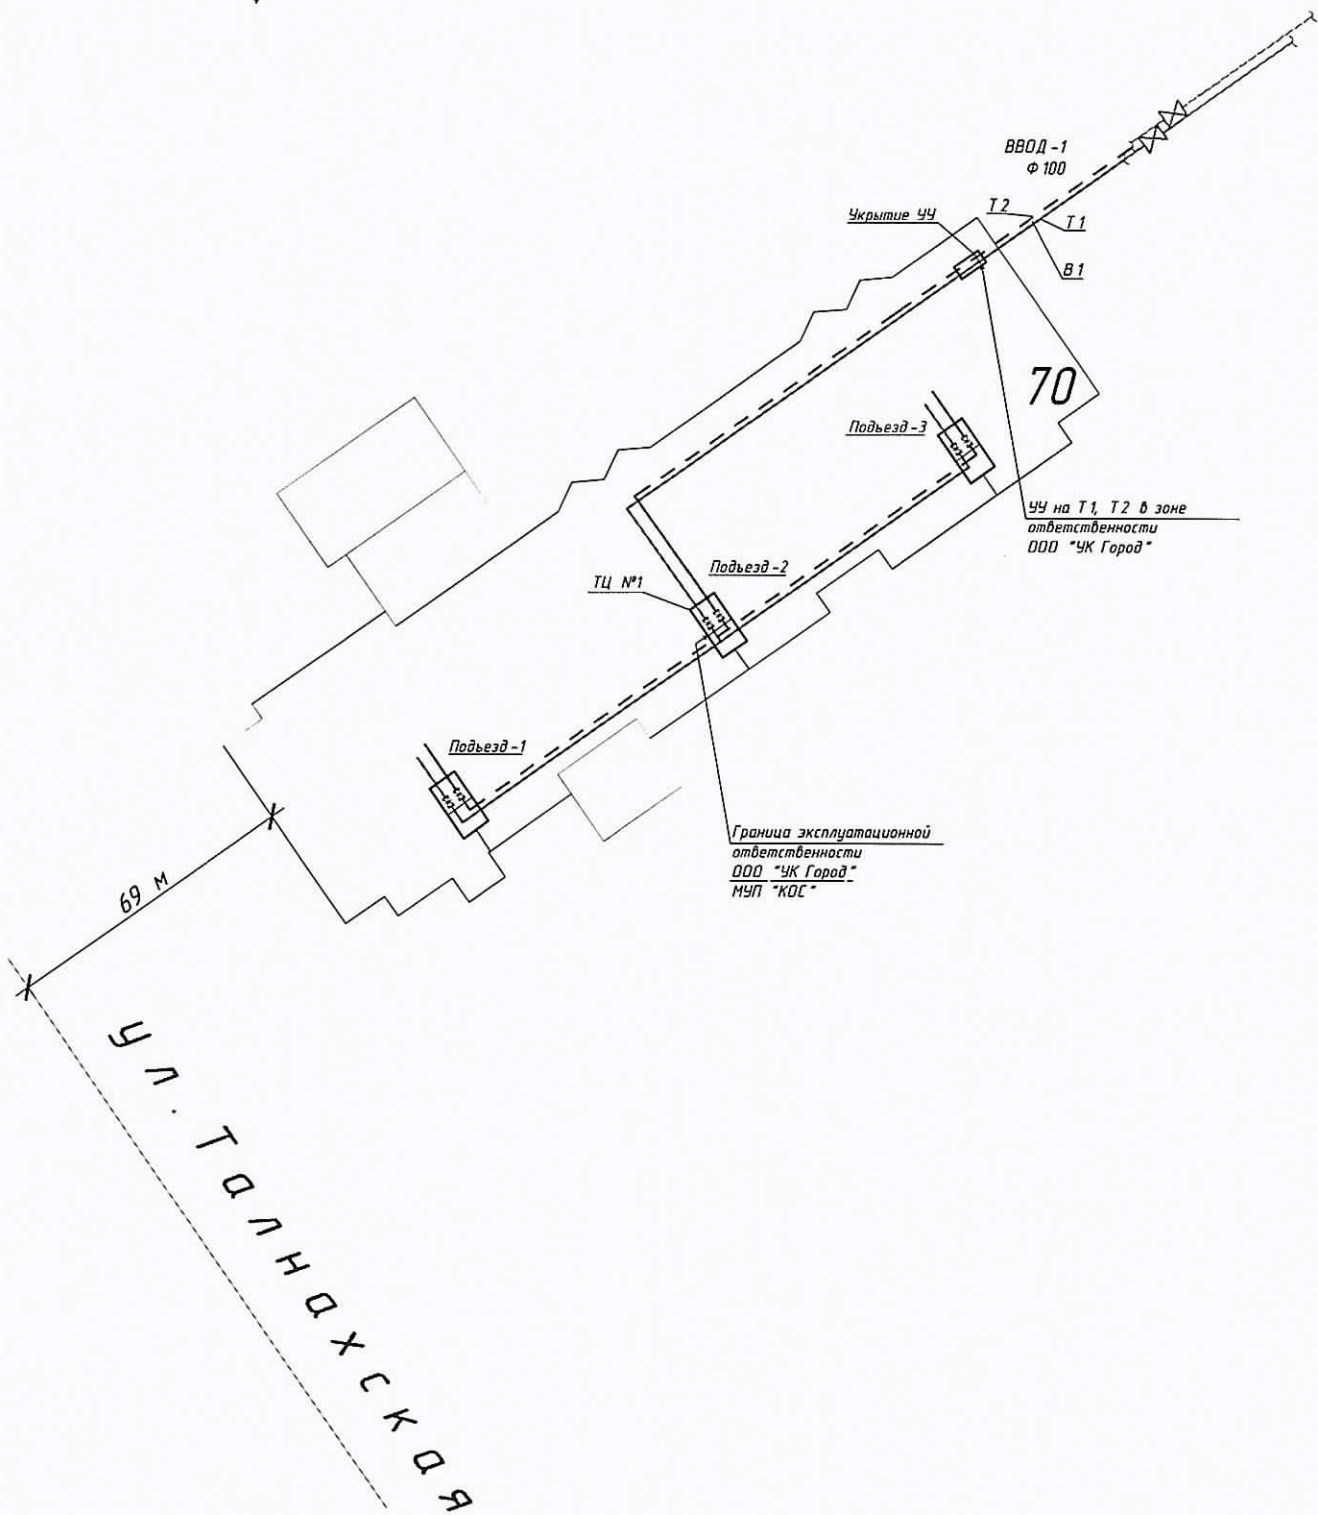 ВВОД-1
Ф100
Т2
Т1
Укрытие УУ
В1
70
Подъезд-3
УУ на Т1, Т2 в зоне
ответственности
ООО "УК Город"
Подъезд-2
ТЦ №1
Подъезд-1
Граница эксплуатационной
ответственности
ООО "УК Город"
МУП "КОС"
69 м
ул. Талнахская